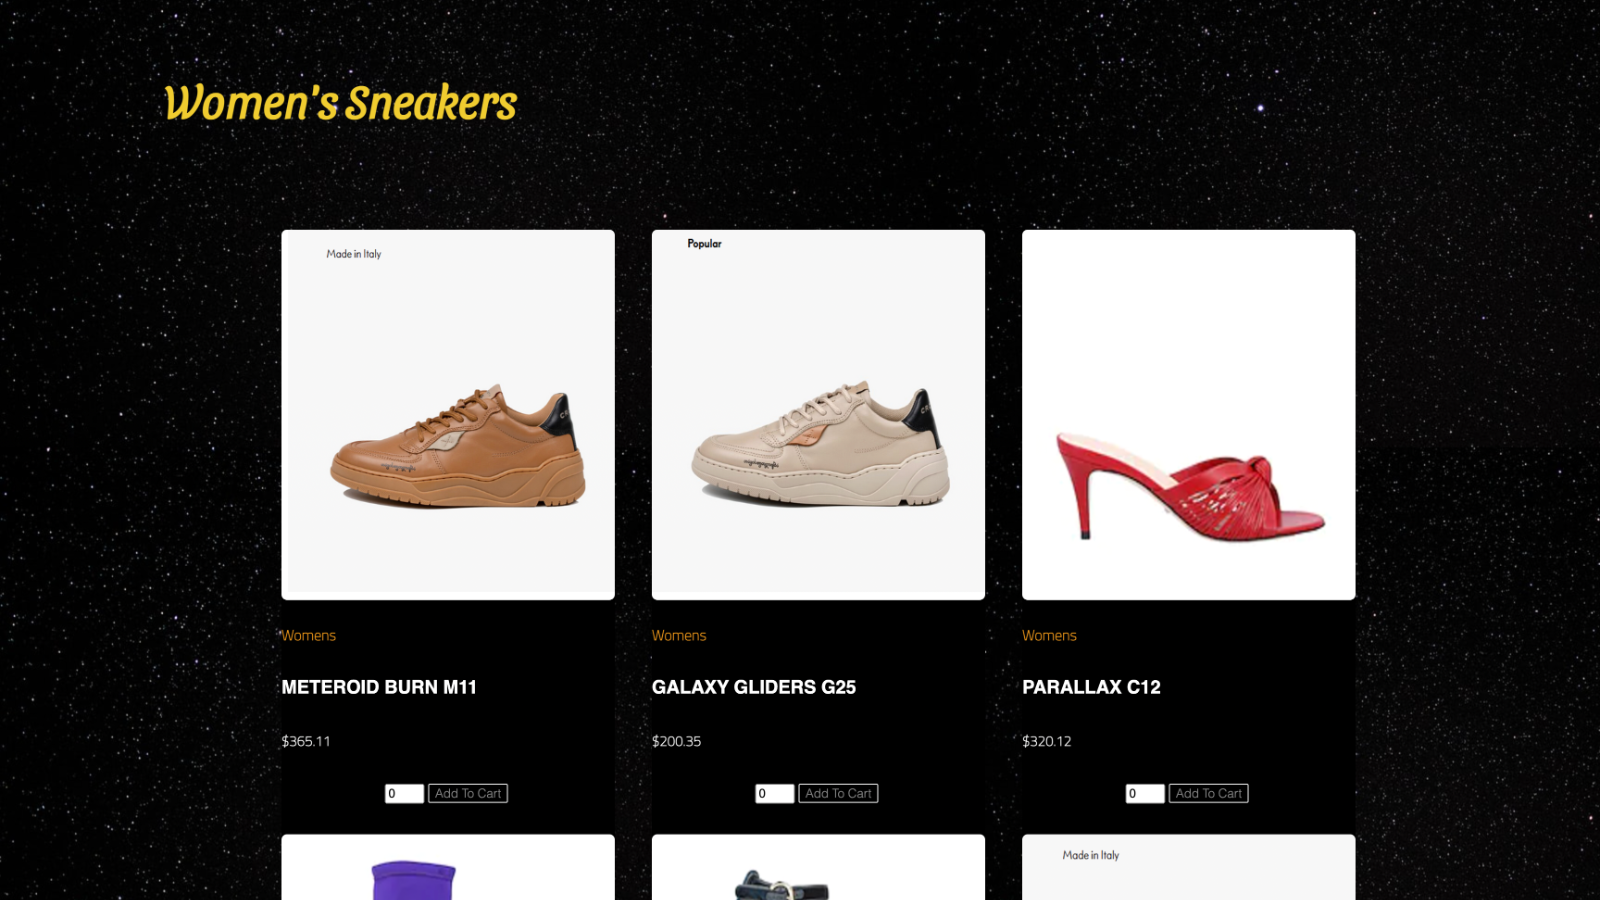 Women's Sneakers
Made in Italy
Popular
Womens
Womens
Womens
METEROID BURN M11
GALAXY GLIDERS G25
PARALLAX C12
$365.11
$200.35
$320.12
0 Add To Cart
0 Add To Cart
0 Add To Cart
Made in Italy